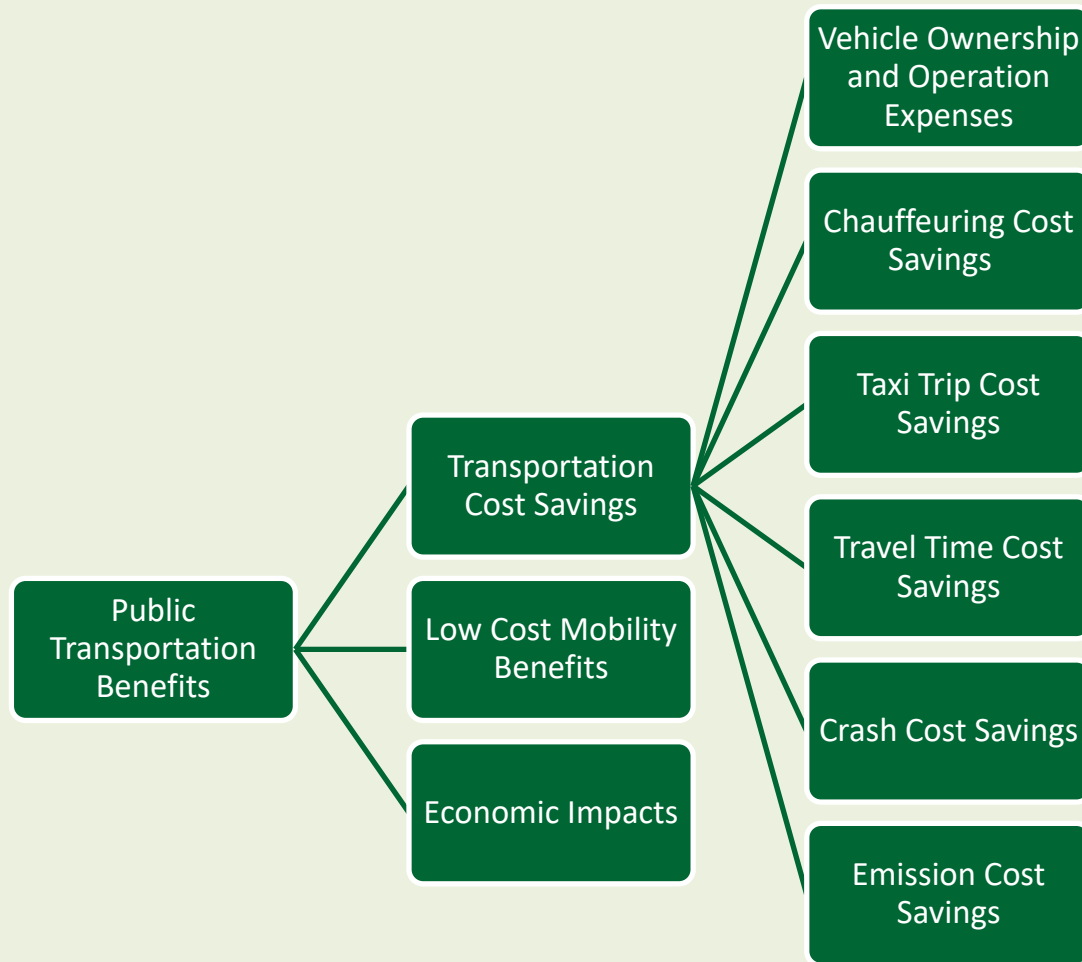 Public
Transportation
Benefits
Transportation
Cost Savings
Low Cost Mobility
Benefits
Economic Impacts
Vehicle Ownership
and Operation
Expenses
Chauffeuring Cost
Savings
Taxi Trip Cost
Savings
Travel Time Cost
Savings
Crash Cost Savings
Emission Cost
Savings